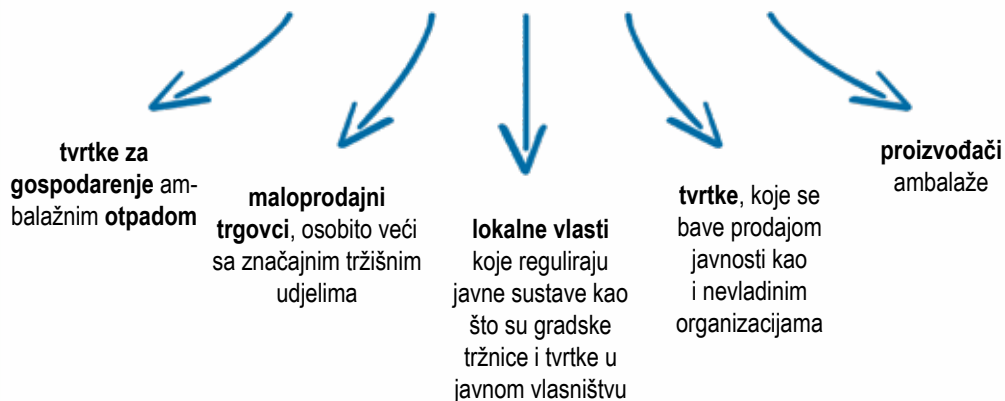 tvrtke za
gospodarenje am-
balažnim otpadom
maloprodajni
trgovci, osobito veći
sa značajnim tržišnim
udjelima
lokalne vlasti
koje reguliraju
javne sustave kao
što su gradske
tržnice i tvrtke u
javnom vlasništvu
tvrtke, koje se
bave prodajom
javnosti kao
i nevladinim
organizacijama
proizvođači
ambalaže